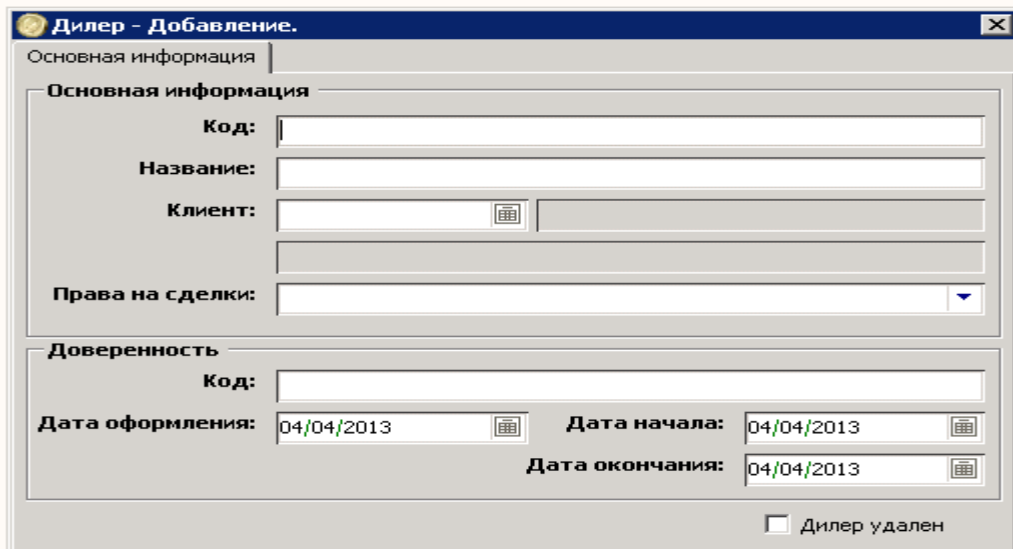 Дилер - Добавление.
Основная информация
Основная информация
Код:
Название:
Клиент:
Права на сделки:
Доверенность
Код:
Дата оформления: 04/04/2013 Дата начала: 04/04/2013
Дата окончания: 04/04/2013
Дилер удален